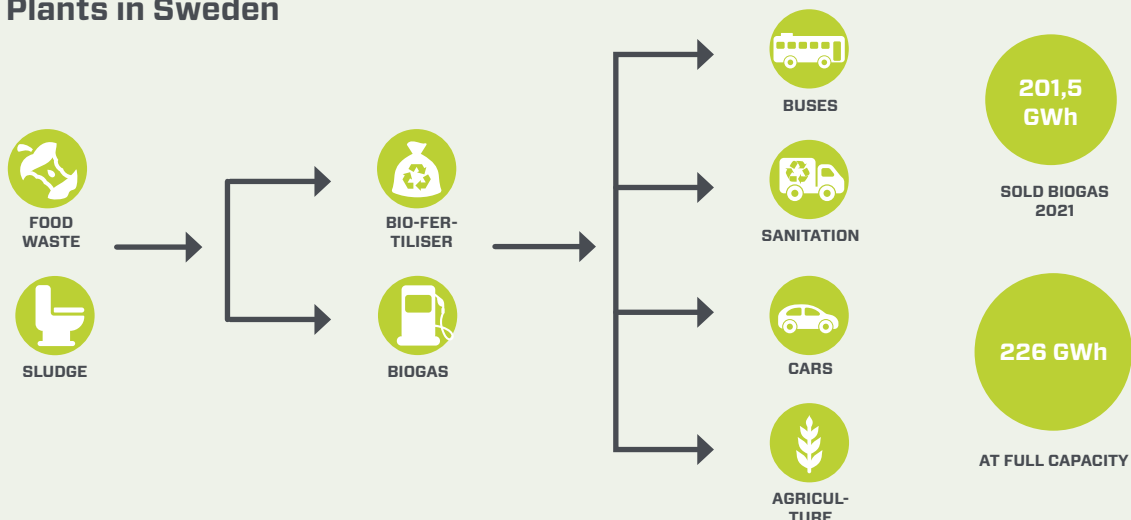 Plants in Sweden
FOOD
WASTE
SLUDGE
BIO-FER-
TILISER
BIOGAS
BUSES
SANITATION
CARS
AGRICUL-
TURE
201,5
GWh
SOLD BIOGAS
2021
226 GWh
AT FULL CAPACITY